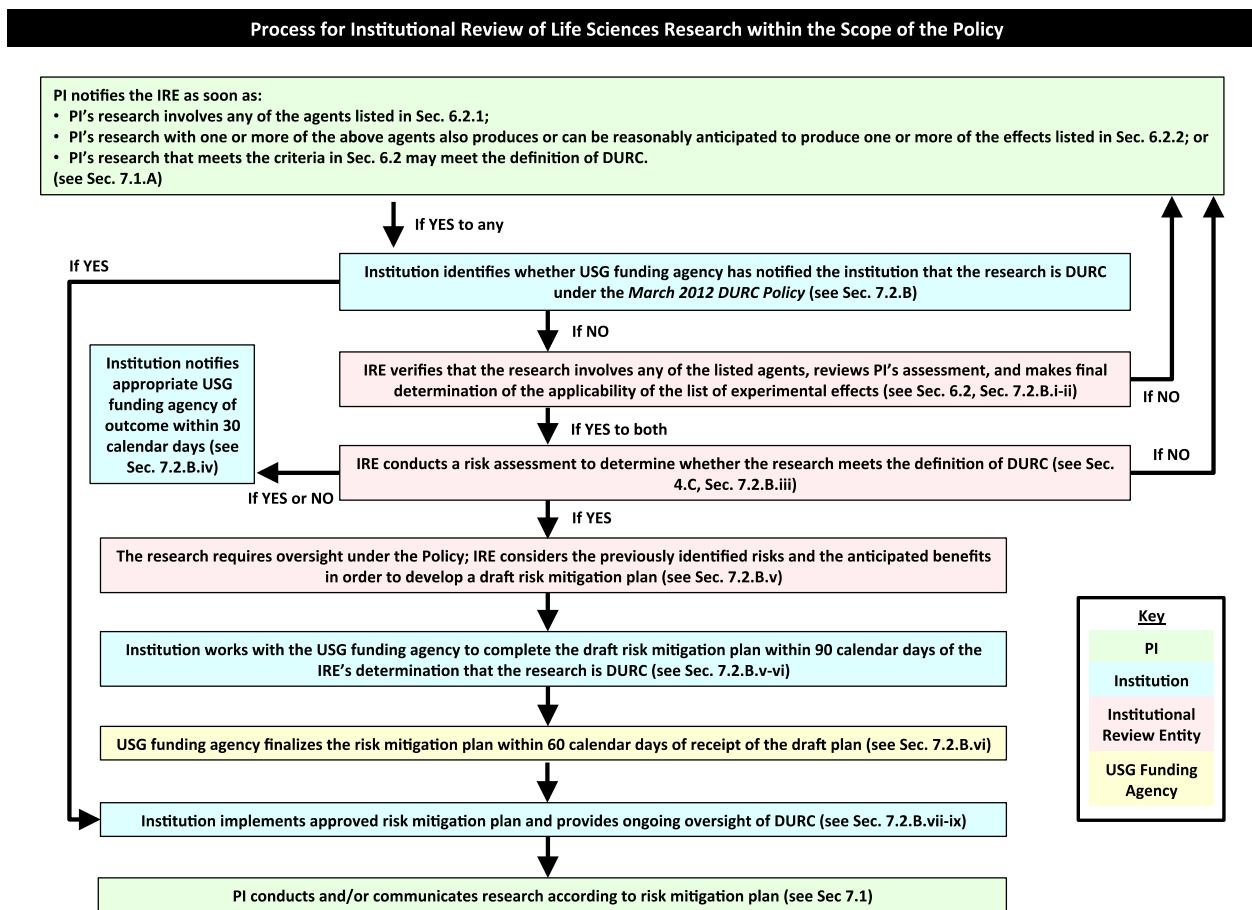 Process for Institutional Review of Life Sciences Research within the Scope of the Policy
PI notifies the IRE as soon as:
• PI's research involves any of the agents listed in Sec. 6.2.1;
• PI's research with one or more of the above agents also produces or can be reasonably anticipated to produce one or more of the effects listed in Sec. 6.2.2; or
• PI's research that meets the criteria in Sec. 6.2 may meet the definition of DURC.
(see Sec. 7.1.A)
If YES to any
If YES
Institution identifies whether USG funding agency has notified the institution that the research is DURC
under the March 2012 DURC Policy (see Sec. 7.2.B)
If NO
Institution notifies
appropriate USG
funding agency of
outcome within 30
calendar days (see
Sec. 7.2.B.iv)
IRE verifies that the research involves any of the listed agents, reviews PI's assessment, and makes final
determination of the applicability of the list of experimental effects (see Sec. 6.2, Sec. 7.2.B.i-ii)
If NO
If YES to both
IRE conducts a risk assessment to determine whether the research meets the definition of DURC (see Sec.
4.C, Sec. 7.2.B.iii)
If NO
If YES or NO
If YES
The research requires oversight under the Policy; IRE considers the previously identified risks and the anticipated benefits
in order to develop a draft risk mitigation plan (see Sec. 7.2.B.v)
Institution works with the USG funding agency to complete the draft risk mitigation plan within 90 calendar days of the
IRE's determination that the research is DURC (see Sec. 7.2.B.v-vi)
USG funding agency finalizes the risk mitigation plan within 60 calendar days of receipt of the draft plan (see Sec. 7.2.B.vi)
Institution implements approved risk mitigation plan and provides ongoing oversight of DURC (see Sec. 7.2.B.vii-ix)
PI conducts and/or communicates research according to risk mitigation plan (see Sec 7.1)
Key
PI
Institution
Institutional
Review Entity
USG Funding
Agency